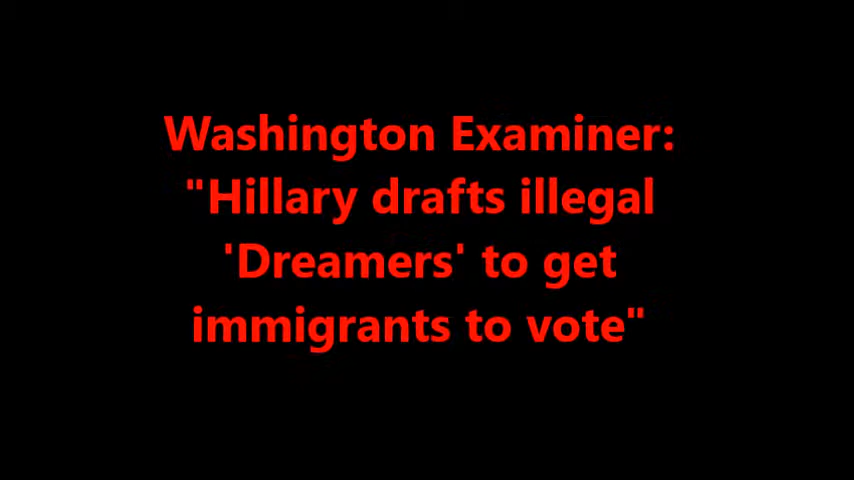 Washington Examiner:
"Hillary drafts illegal
'Dreamers' to get
immigrants to vote"